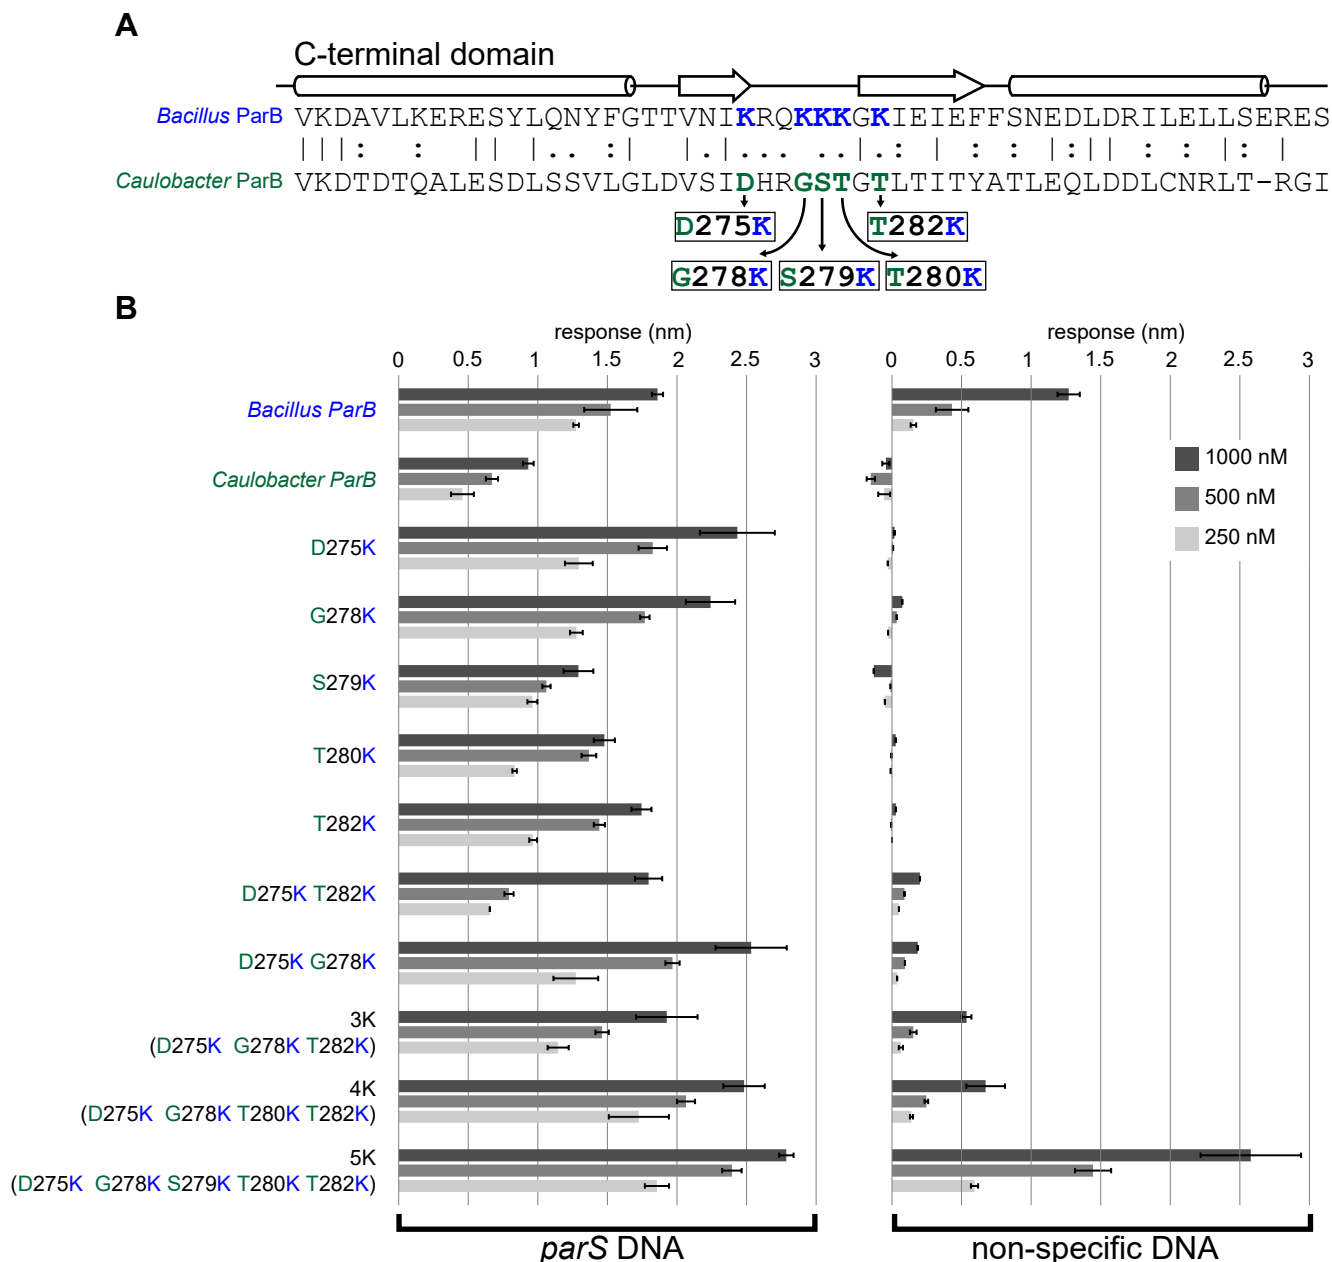 A
C-terminal domain
Bacillus ParB VKDAVLKERESYLQNYFGTTVNIKRQKKKGKIEIEFFSNEDLDRILELLSERES
Caulobacter ParB VKDTDTQALESDLSSVLGLDVSIDHRGSTGTLTITYATLEQLDDLCNRLT-RGI
D275K T282K
G278K S279K T280K
B
response (nm) response (nm)
0 0.5 1 1.5 2 2.5 3 0 0.5 1 1.5 2 2.5 3
Bacillus ParB
1000 nM
Caulobacter ParB
500 nM
D275K
250 nM
G278K
S279K
T280K
T282K
D275K T282K
D275K G278K
3K
(D275K G278K T282K)
4K
(D275K G278K T280K T282K)
5K
(D275K G278K S279K T280K T282K)
parS DNA non-specific DNA